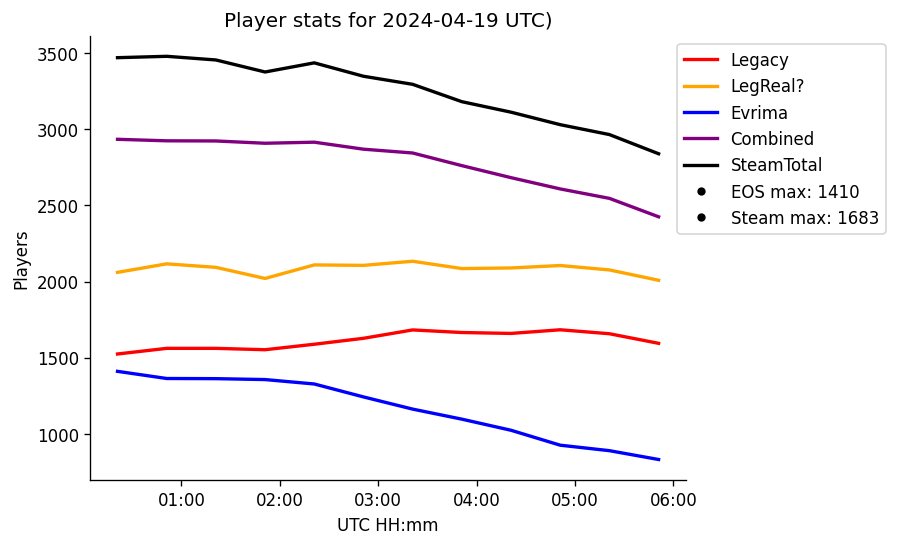 Player stats for 2024-04-19 UTC)
Players
3500
3000
2500
2000
1500
1000
01:00
02:00
03:00
04:00
05:00
06:00
UTC HH:mm
Legacy
LegReal?
Evrima
Combined
SteamTotal
EOS max: 1410
Steam max: 1683